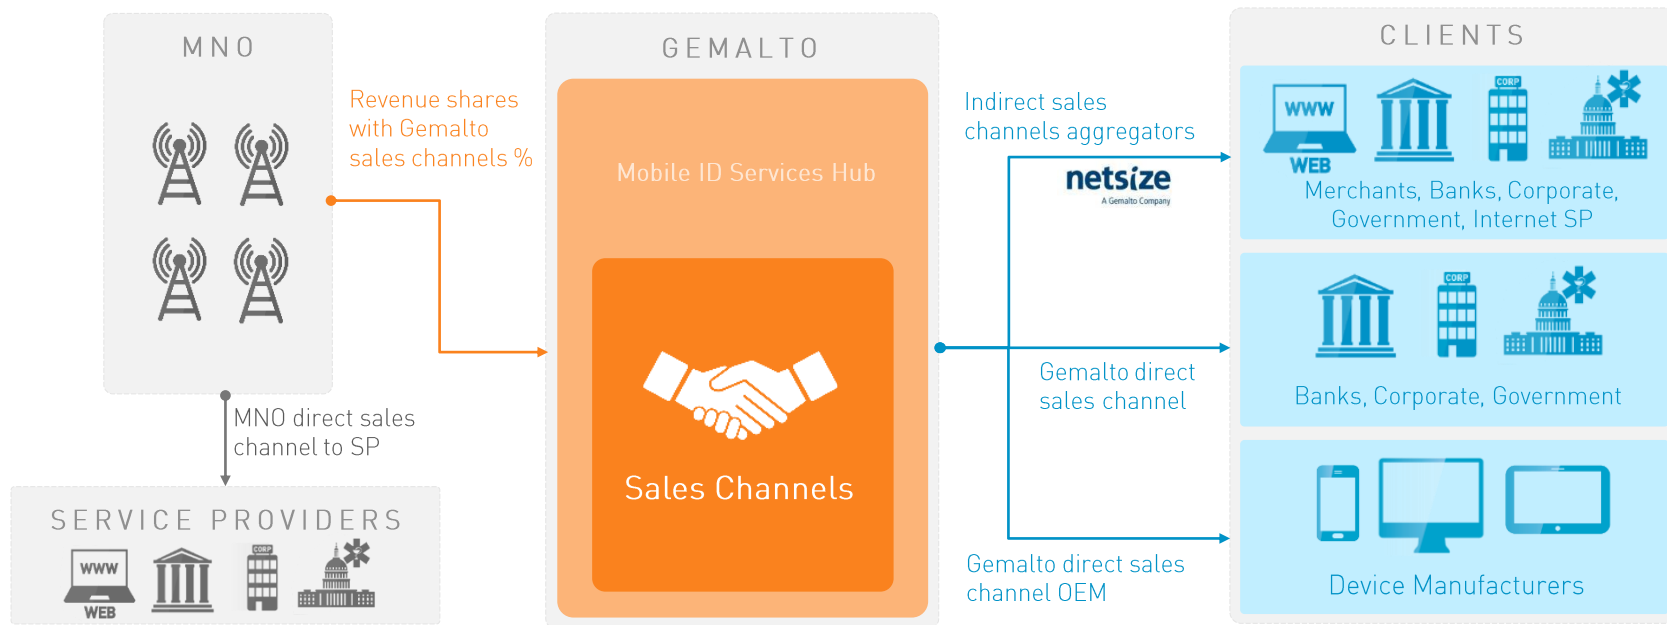 MNO
Revenue shares
with Gemalto
sales channels %
MNO direct sales
channel to SP
SERVICE PROVIDERS
WWW
WEB
CORP
GEMALTO
Mobile ID Services Hub
Sales Channels
Indirect sales
channels aggregators
netsize
A Gemalto Company
Gemalto direct
sales channel
Gemalto direct sales
channel OEM
CLIENTS
WWW
WEB
CORP
Merchants, Banks, Corporate,
Government, Internet SP
CORP
Banks, Corporate, Government
Device Manufacturers